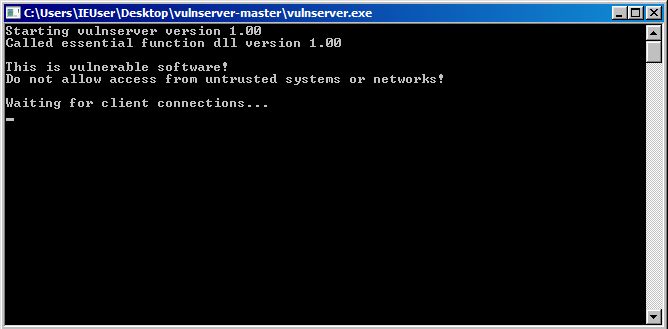 C:\Users\IEUser\Desktop\vulnserver-master\vulnserver.exe
Starting vulnserver version 1.00
Called essential function dll version 1.00
This is vulnerable software!
Do not allow access from untrusted systems or networks!
Waiting for client connections...